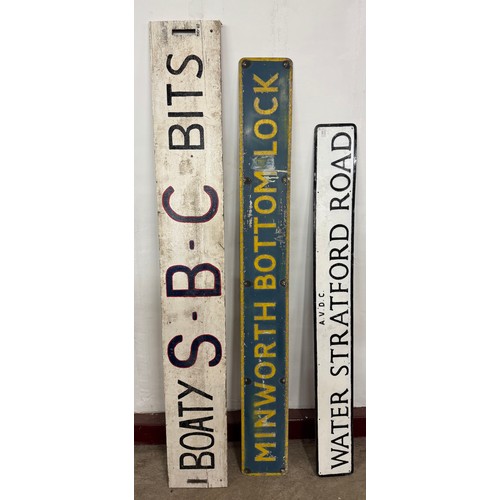 BOATY S-B-C BITS
MINWORTH BOTTOM LOCK
A.V.D.C.
WATER STRATFORD ROAD